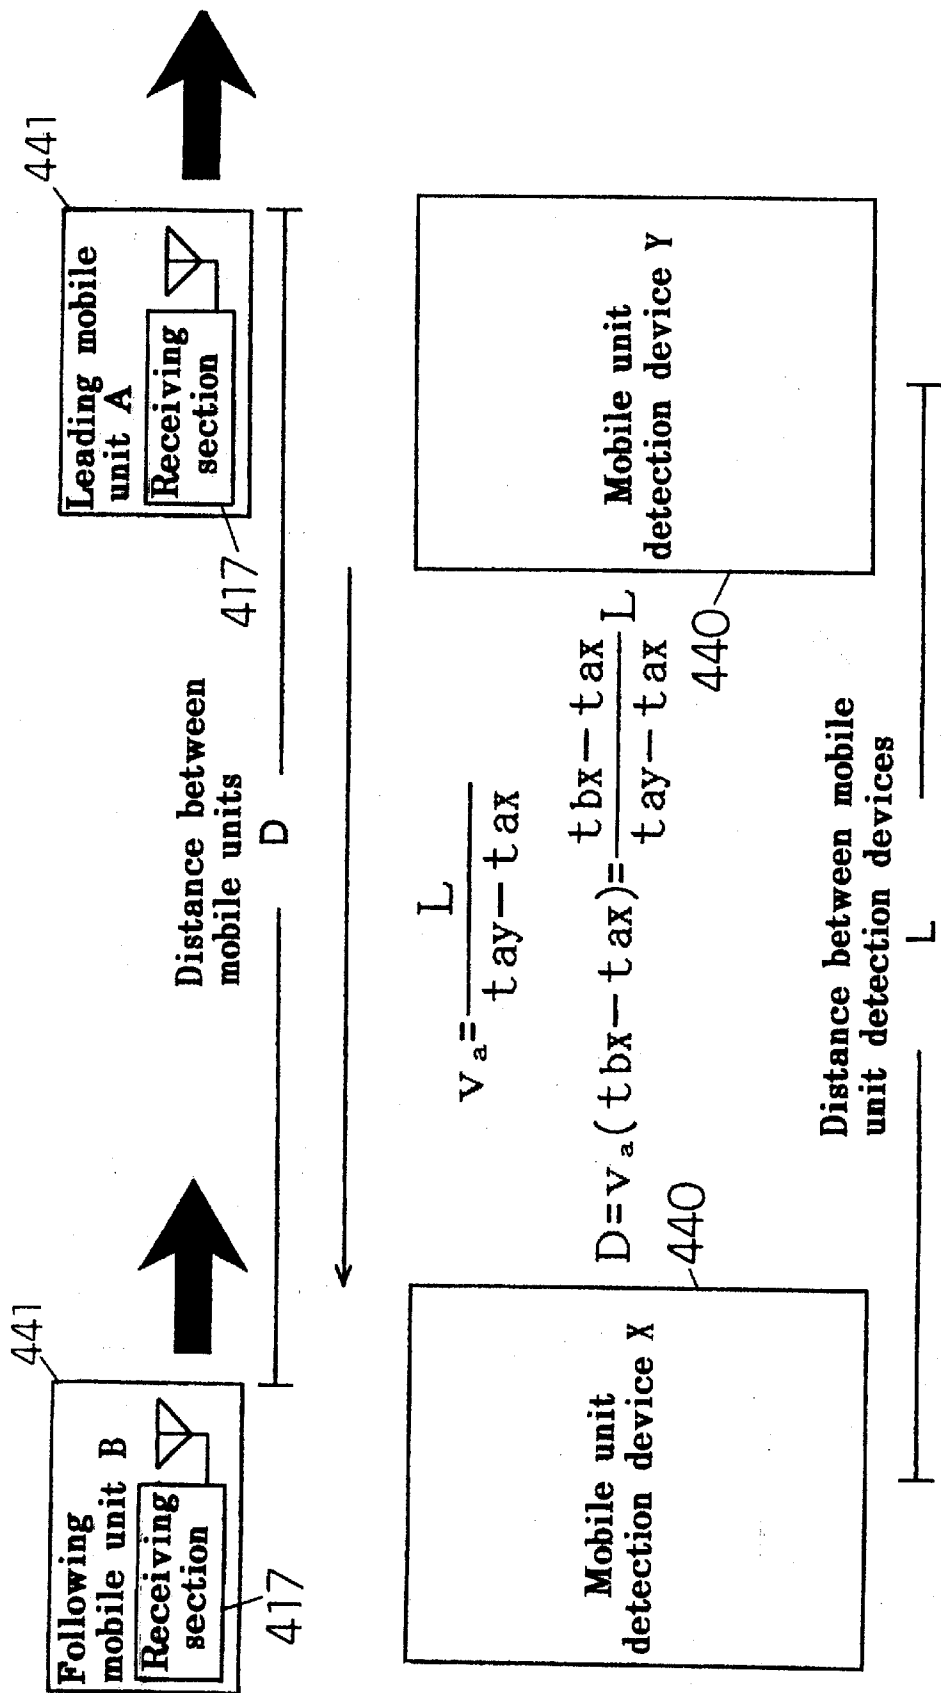 441
Following
mobile unit B
Receiving
section
417
441
Leading mobile
unit A
Receiving
section
417
Distance between
mobile units
D
va = L / tay-tax
D=va(tbx-tax)= tbx-tax / tay-tax L
440
Mobile unit
detection device X
440
Mobile unit
detection device Y
Distance between mobile
unit detection devices
L